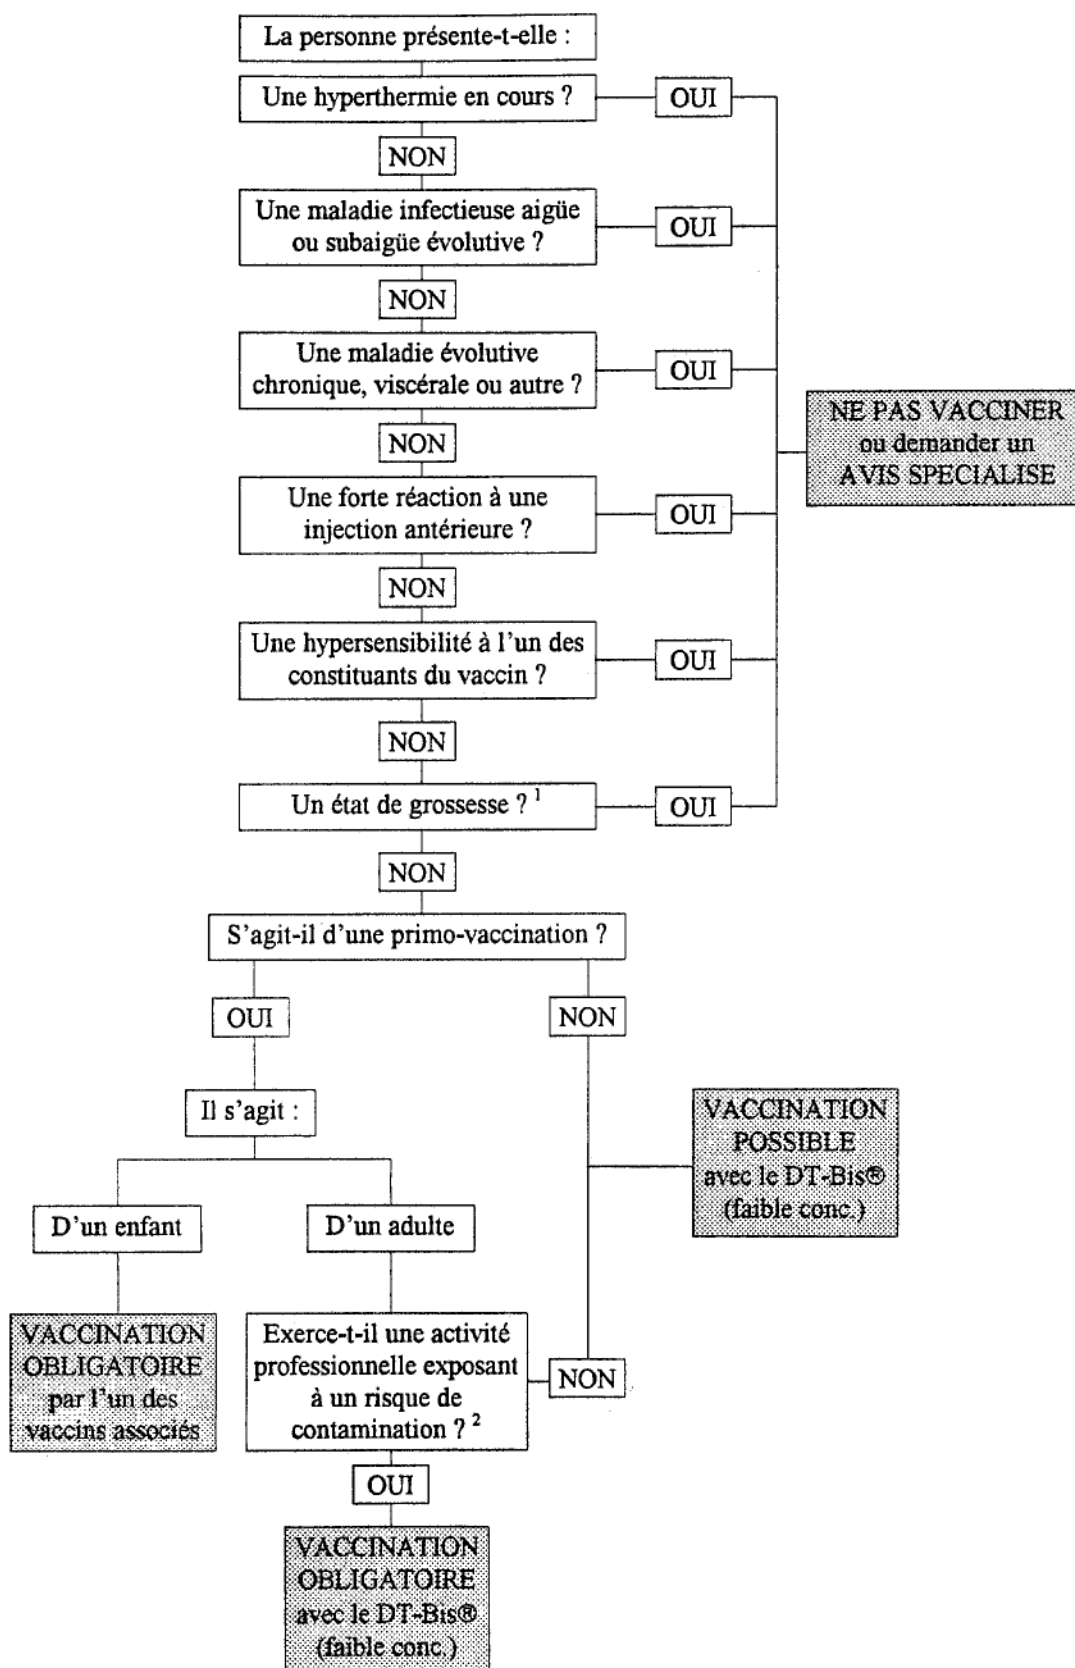 La personne présente-t-elle :
Une hyperthermie en cours ?
OUI
NON
Une maladie infectieuse aigüe
ou subaigüe évolutive ?
OUI
NON
Une maladie évolutive
chronique, viscérale ou autre ?
OUI
NON
NE PAS VACCINER
ou demander un
AVIS SPECIALISE
Une forte réaction à une
injection antérieure ?
OUI
NON
Une hypersensibilité à l'un des
constituants du vaccin ?
OUI
NON
Un état de grossesse ? 1
OUI
NON
S'agit-il d'une primo-vaccination ?
OUI
NON
Il s'agit :
VACCINATION
POSSIBLE
avec le DT-Bis®
(faible conc.)
D'un enfant
D'un adulte
VACCINATION
OBLIGATOIRE
par l'un des
vaccins associés
Exerce-t-il une activité
professionnelle exposant
à un risque de
contamination ? 2
NON
OUI
VACCINATION
OBLIGATOIRE
avec le DT-Bis®
(faible conc.)